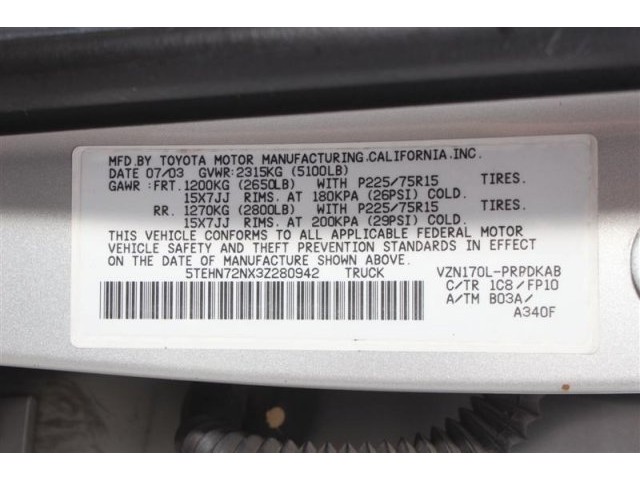 MFD.BY TOYOTA MOTOR MANUFACTURING.CALIFORNIA.INC.
DATE 07/03 GVWR:2315KG (5100LB)
GAWR:FRT.1200KG (2650LB) WITH P225/75R15 TIRES.
15X7JJ RIMS. AT 180KPA (26PSI) COLD.
RR. 1270KG (2800LB) WITH P225/75R15 TIRES.
15X7JJ RIMS. AT 200KPA (29PSI) COLD.
THIS VEHICLE CONFORMS TO ALL APPLICABLE FEDERAL MOTOR
VEHICLE SAFETY AND THEFT PREVENTION STANDARDS IN EFFECT
ON THE DATE OF MANUFACTURE SHOWN ABOVE.
5TEHN72NX3Z280942 TRUCK VZN170L-PRPDKAB
C/TR 1C8/FP10
A/TM B03A/
A340F